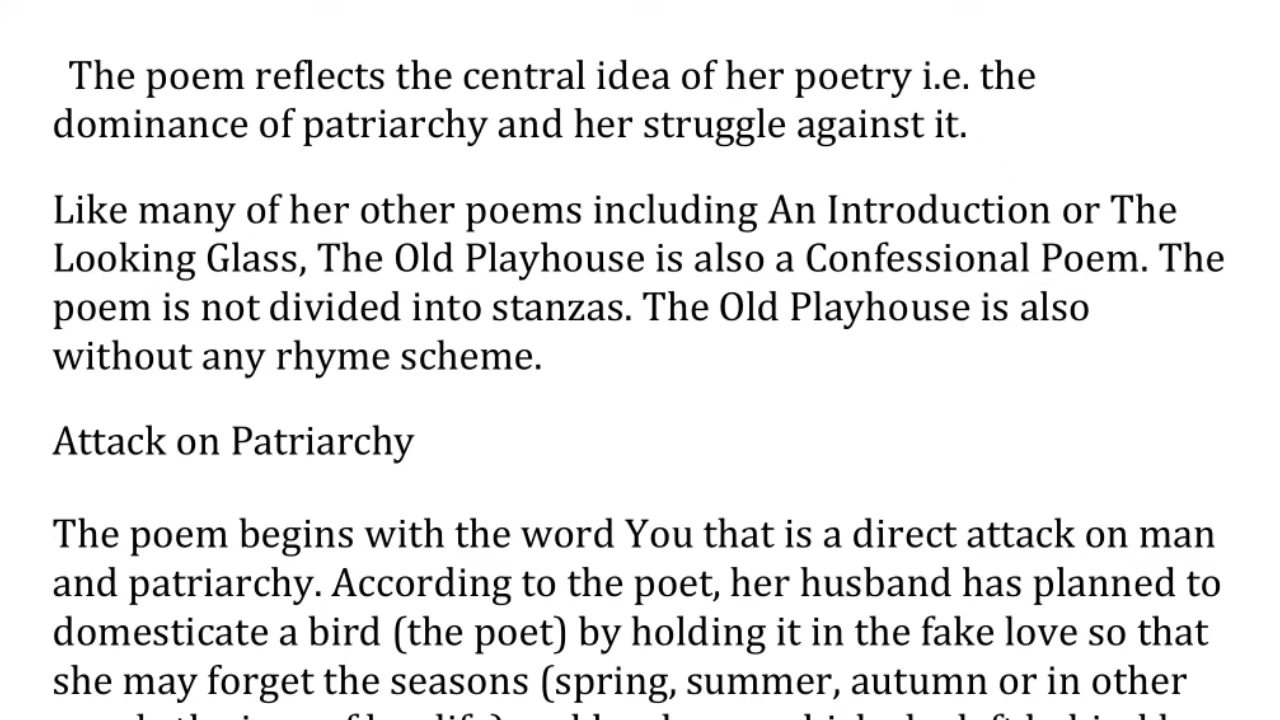 The poem reflects the central idea of her poetry i.e. the
dominance of patriarchy and her struggle against it.
Like many of her other poems including An Introduction or The
Looking Glass, The Old Playhouse is also a Confessional Poem. The
poem is not divided into stanzas. The Old Playhouse is also
without any rhyme scheme.
Attack on Patriarchy
The poem begins with the word You that is a direct attack on man
and patriarchy. According to the poet, her husband has planned to
domesticate a bird (the poet) by holding it in the fake love so that
she may forget the seasons (spring, summer, autumn or in other